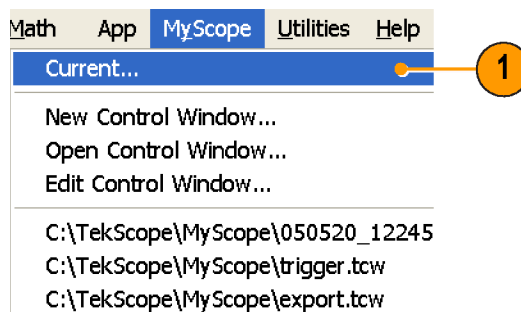 Math App MyScope Utilities Help
Current...
1
New Control Window...
Open Control Window...
Edit Control Window...
C:\TekScope\MyScope\050520_12245
C:\TekScope\MyScope\trigger.tcw
C:\TekScope\MyScope\export.tcw